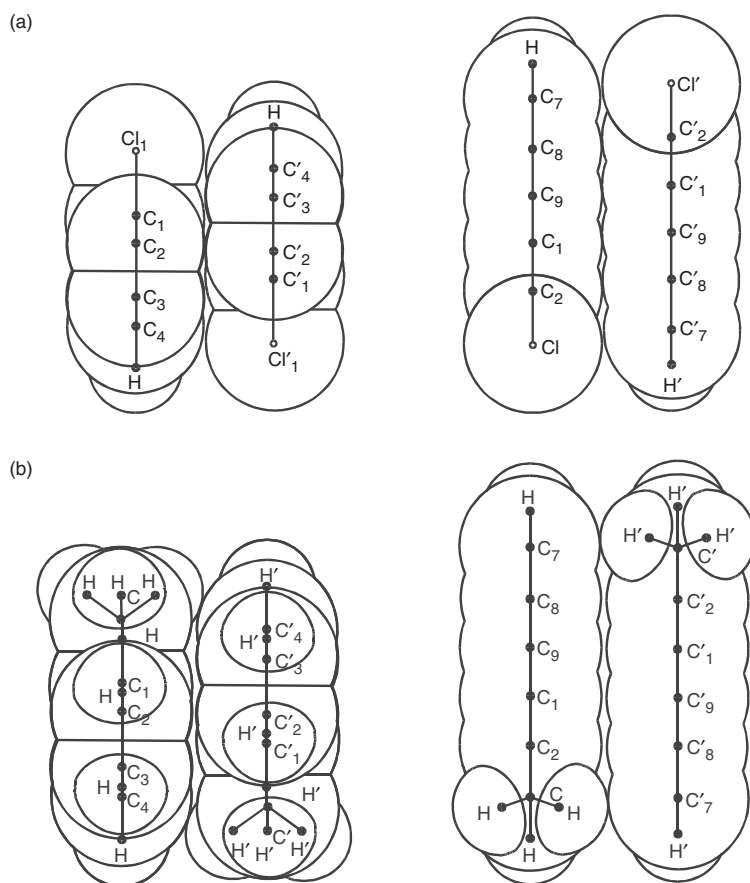 (a)
Cl1
C1
C2
C3
C4
H
H
C′4
C′3
C′2
C′1
Cl′1
H
C7
C8
C9
C1
C2
Cl
Cl′
C′2
C′1
C′9
C′8
C′7
H′
(b)
H H H
C
H
C1
H
C2
C3
H
C4
H
H′
C′4
H′
C′3
C′2
H′
C′1
H′
C′
H′ H′ H′
H
C7
C8
C9
C1
C2
C
H H
H
H′
H′ H′
C′
C′2
C′1
C′9
C′8
C′7
H′